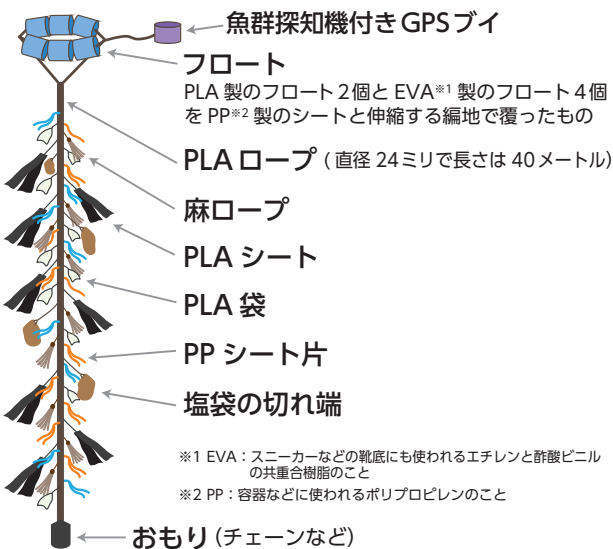 魚群探知機付きGPSブイ
フロート
PLA 製のフロート2個と EVA※1 製のフロート4個
を PP※2 製のシートと伸縮する編地で覆ったもの
PLA ロープ (直径 24ミリで長さは 40メートル)
麻ロープ
PLA シート
PLA 袋
PP シート片
塩袋の切れ端
※1 EVA：スニーカーなどの靴底にも使われるエチレンと酢酸ビニル
の共重合樹脂のこと
※2 PP：容器などに使われるポリプロピレンのこと
おもり (チェーンなど)